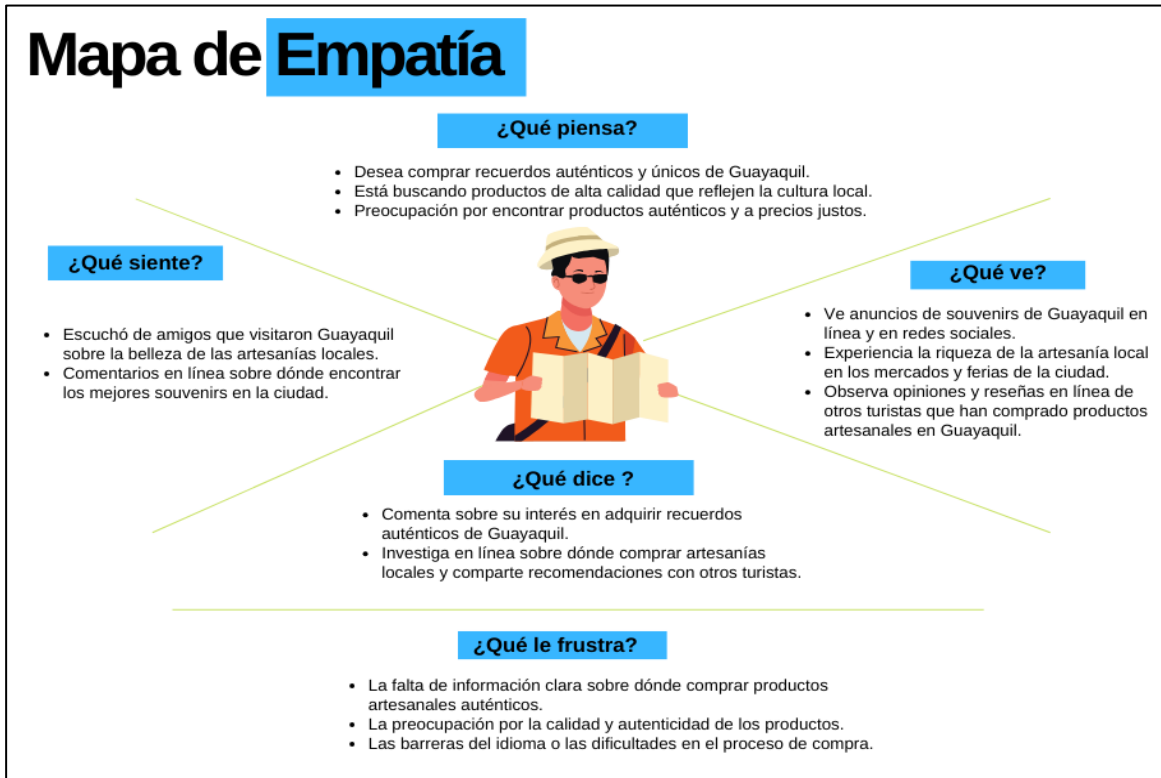 Mapa de Empatía
¿Qué piensa?
• Desea comprar recuerdos auténticos y únicos de Guayaquil.
• Está buscando productos de alta calidad que reflejen la cultura local.
• Preocupación por encontrar productos auténticos y a precios justos.
¿Qué siente?
• Escuchó de amigos que visitaron Guayaquil
sobre la belleza de las artesanías locales.
• Comentarios en línea sobre dónde encontrar
los mejores souvenirs en la ciudad.
¿Qué ve?
• Ve anuncios de souvenirs de Guayaquil en
línea y en redes sociales.
• Experiencia la riqueza de la artesanía local
en los mercados y ferias de la ciudad.
• Observa opiniones y reseñas en línea de
otros turistas que han comprado productos
artesanales en Guayaquil.
¿Qué dice ?
• Comenta sobre su interés en adquirir recuerdos
auténticos de Guayaquil.
• Investiga en línea sobre dónde comprar artesanías
locales y comparte recomendaciones con otros turistas.
¿Qué le frustra?
• La falta de información clara sobre dónde comprar productos
artesanales auténticos.
• La preocupación por la calidad y autenticidad de los productos.
• Las barreras del idioma o las dificultades en el proceso de compra.